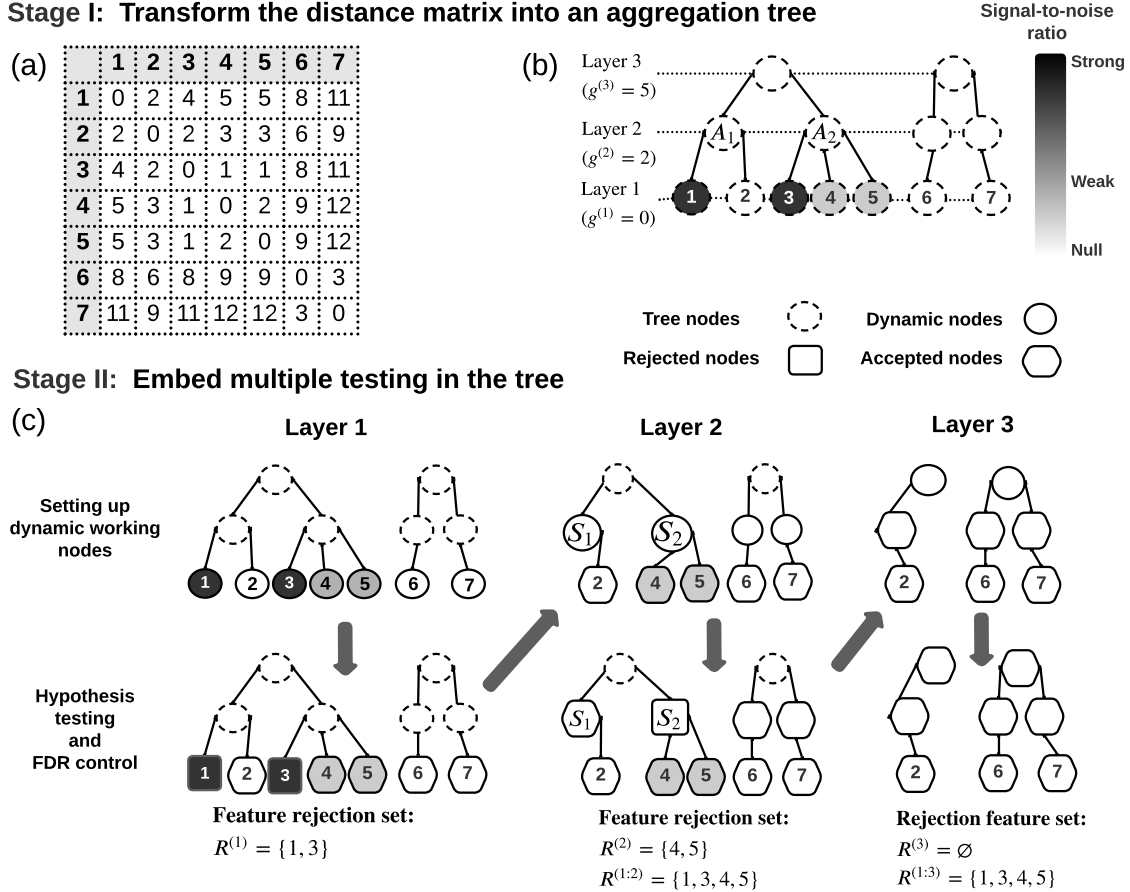 Stage I: Transform the distance matrix into an aggregation tree
(a)
1 2 3 4 5 6 7
1 0 2 4 5 5 8 11
2 2 0 2 3 3 6 9
3 4 2 0 1 1 8 11
4 5 3 1 0 2 9 12
5 5 3 1 2 0 9 12
6 8 6 8 9 9 0 3
7 11 9 11 12 12 3 0
(b)
Layer 3
(g^(3) = 5)
Layer 2
(g^(2) = 2)
Layer 1
(g^(1) = 0)
A_1 A_2
1 2 3 4 5 6 7
Signal-to-noise
ratio
Strong
Weak
Null
Tree nodes
Dynamic nodes
Rejected nodes
Accepted nodes
Stage II: Embed multiple testing in the tree
(c)
Layer 1
Layer 2
Layer 3
Setting up
dynamic working
nodes
1 2 3 4 5 6 7
S_1 S_2
2 4 5 6 7
2 6 7
Hypothesis
testing
and
FDR control
1 2 3 4 5 6 7
S_1 S_2
2 4 5 6 7
2 6 7
Feature rejection set:
R^(1) = {1, 3}
Feature rejection set:
R^(2) = {4, 5}
R^(1:2) = {1, 3, 4, 5}
Rejection feature set:
R^(3) = ∅
R^(1:3) = {1, 3, 4, 5}